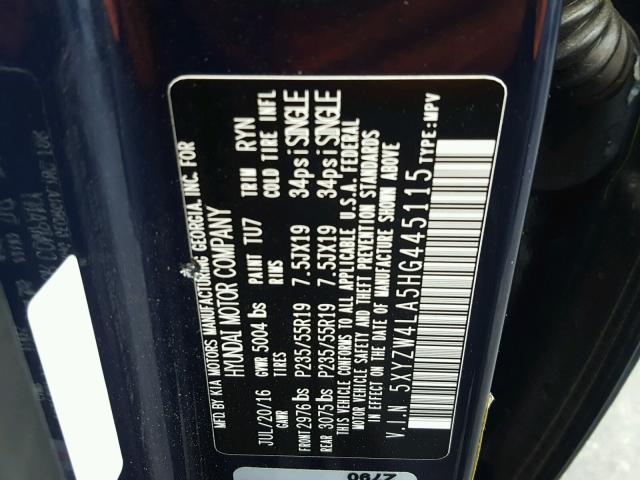 MFD BY KIA MOTORS MANUFACTURING GEORGIA, INC. FOR
HYUNDAI MOTOR COMPANY
JUL/20/16 GVWR 5004 lbs PAINT TU7 TRIM RYN
GWR TIRES RIMS COLD TIRE INFL
FRONT 2976 lbs P235/55R19 7.5JX19 34psi SINGLE
REAR 3075 lbs P235/55R19 7.5JX19 34psi SINGLE
THIS VEHICLE CONFORMS TO ALL APPLICABLE U.S.A. FEDERAL
MOTOR VEHICLE SAFETY AND THEFT PREVENTION STANDARDS
IN EFFECT ON THE DATE OF MANUFACTURE SHOWN ABOVE
V.I.N 5XYZW4LA5HG445115 TYPE:MPV